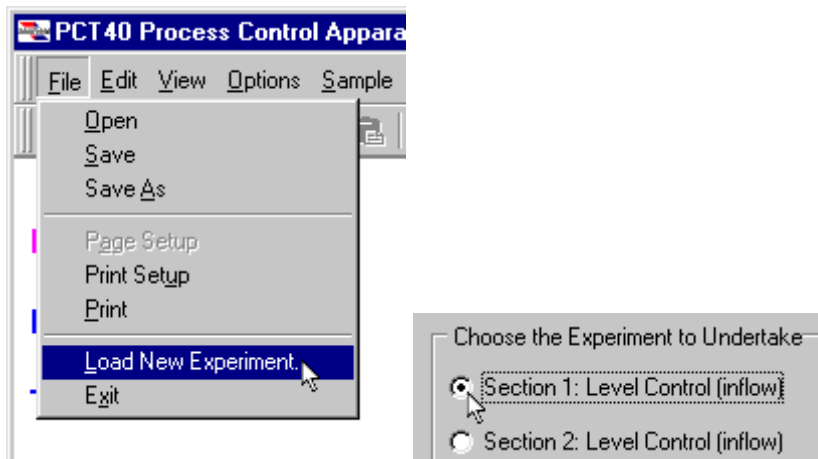 PCT40 Process Control Appara
File Edit View Options Sample
Open
Save
Save As
Page Setup
Print Setup
Print
Load New Experiment.
Exit
Choose the Experiment to Undertake
Section 1: Level Control (inflow)
Section 2: Level Control (inflow)